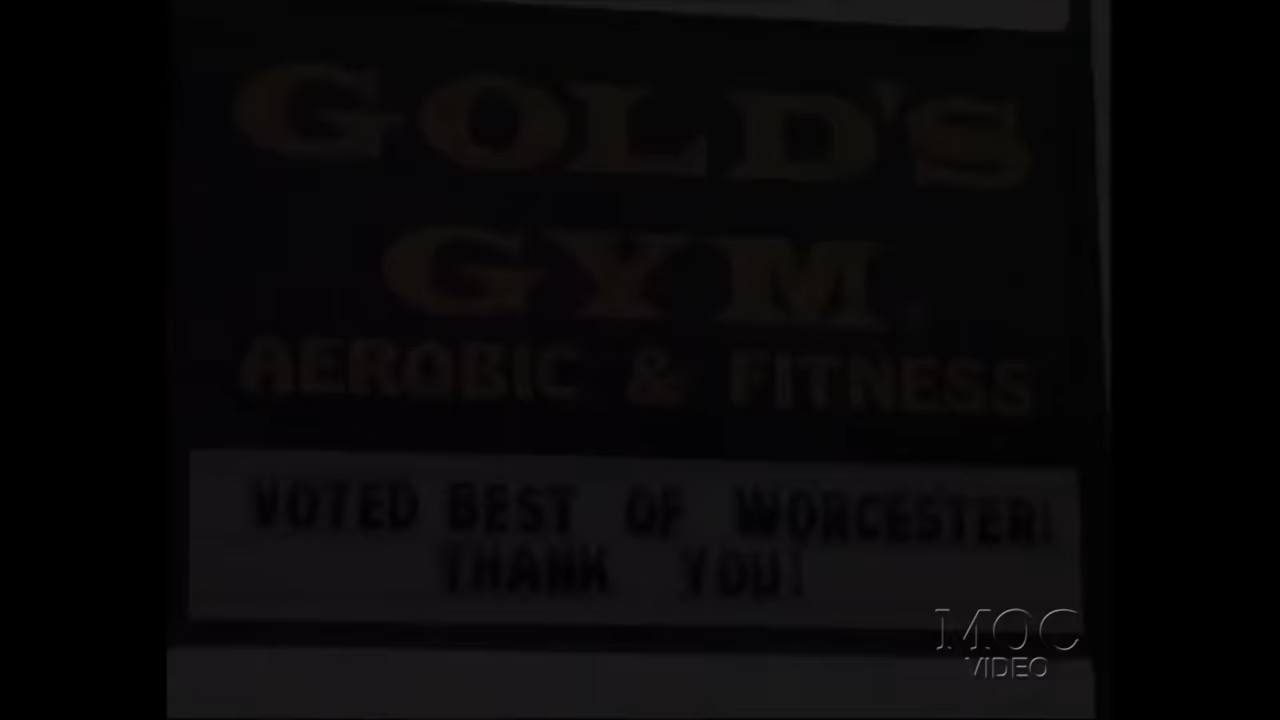 GOLD'S
GYM
AEROBIC & FITNESS
VOTED BEST OF WORCESTER!
THANK YOU!
MOC
VIDEO